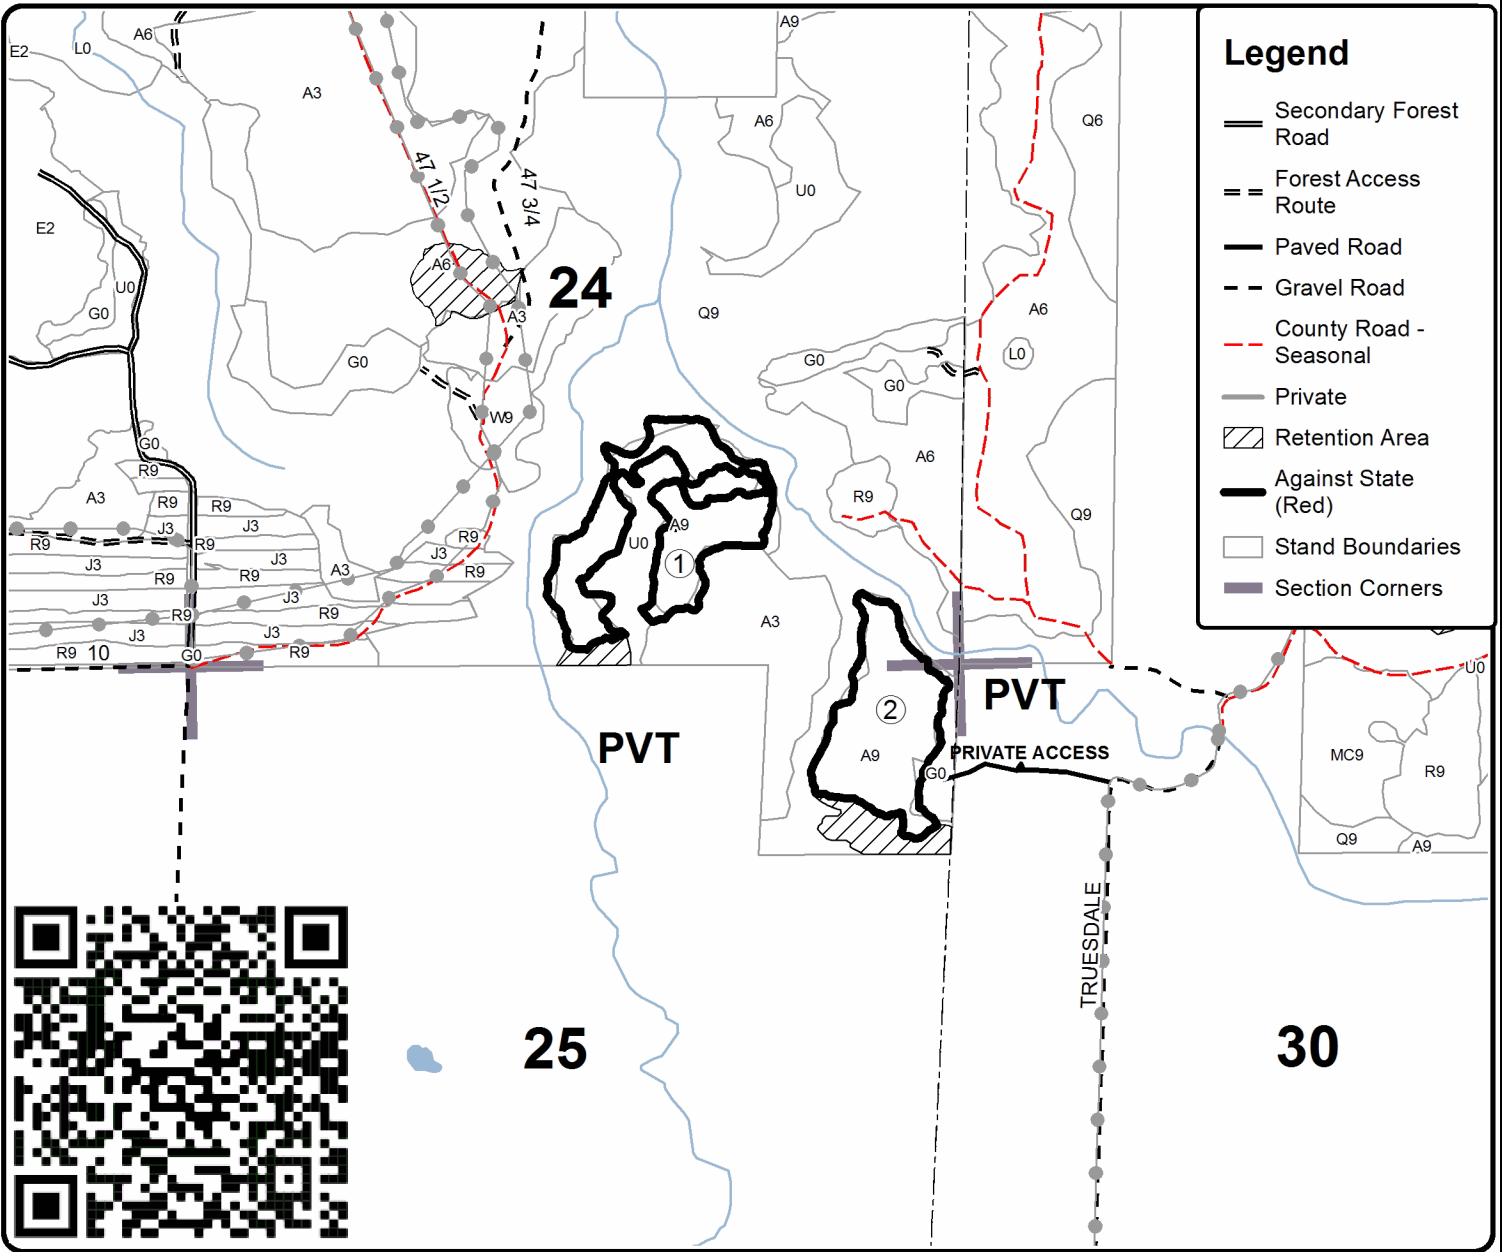 A9
E2
L0
A6
A3
Legend
Secondary Forest
Road
Forest Access
Route
Paved Road
Gravel Road
County Road -
Seasonal
Private
Retention Area
Against State
(Red)
Stand Boundaries
Section Corners
A6
Q6
47 1/2
47 3/4
U0
E2
A6
24
U0
G0
A3
Q9
A6
G0
G0
L0
G0
W9
G0
R9
A6
A3
R9
R9
R9
Q9
J3
J3
A9
R9
R9
R9
U0
J3
J3
J3
1
R9
R9
A3
R9
J3
J3
R9
R9
A3
J3
J3
R9
10
G0
R9
U0
PVT
2
PVT
PRIVATE ACCESS
A9
G0
MC9
R9
Q9
A9
TRUESDALE
25
30